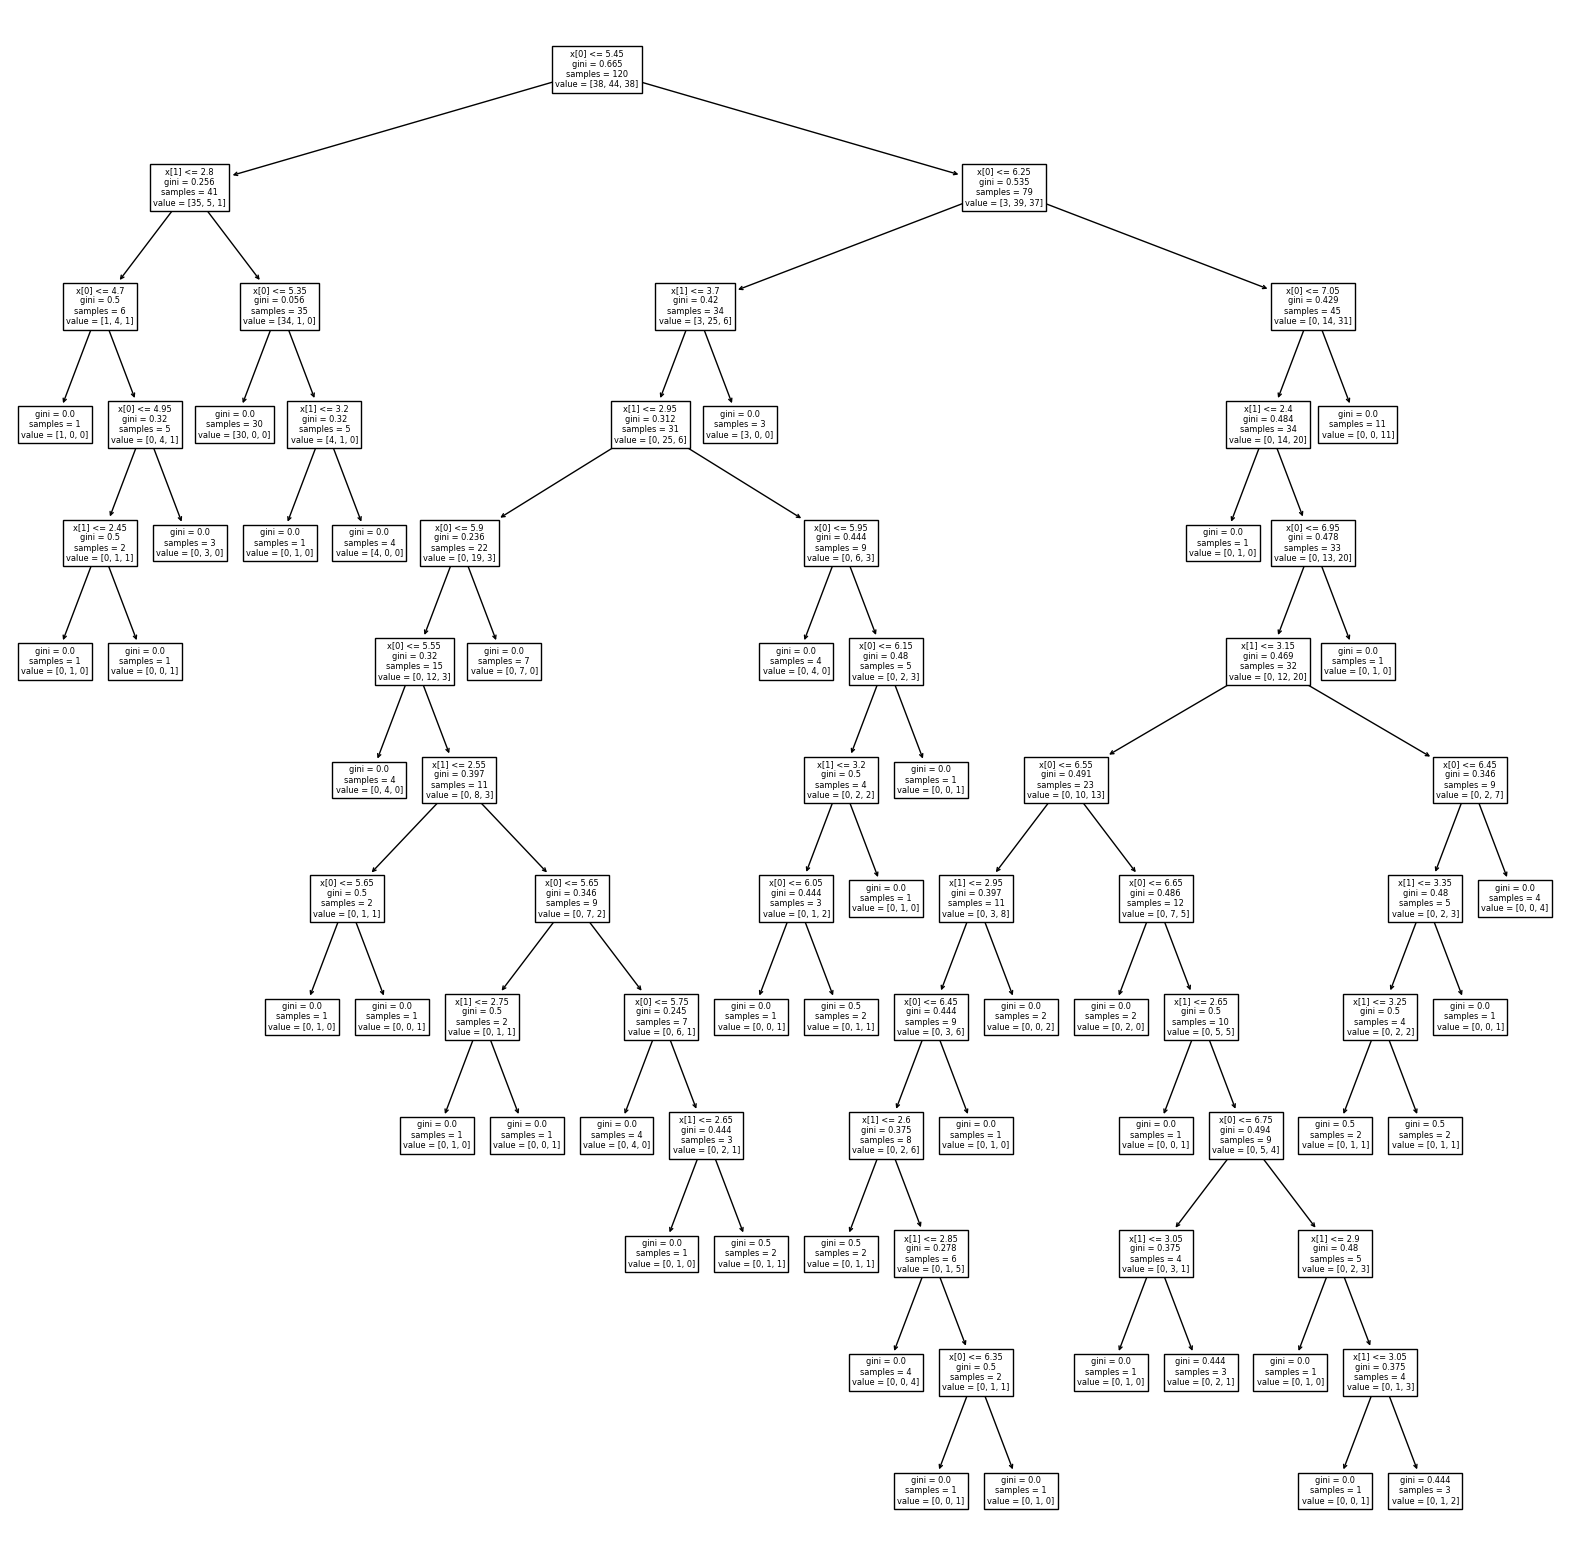 x[0] <= 5.45
gini = 0.665
samples = 120
value = [38, 44, 38]
x[1] <= 2.8
gini = 0.256
samples = 41
value = [35, 5, 1]
x[0] <= 6.25
gini = 0.535
samples = 79
value = [3, 39, 37]
x[0] <= 4.7
gini = 0.5
samples = 6
value = [1, 4, 1]
x[0] <= 5.35
gini = 0.056
samples = 35
value = [34, 1, 0]
x[1] <= 3.7
gini = 0.42
samples = 34
value = [3, 25, 6]
x[0] <= 7.05
gini = 0.429
samples = 45
value = [0, 14, 31]
gini = 0.0
samples = 1
value = [1, 0, 0]
x[0] <= 4.95
gini = 0.32
samples = 5
value = [0, 4, 1]
gini = 0.0
samples = 30
value = [30, 0, 0]
x[1] <= 3.2
gini = 0.32
samples = 5
value = [4, 1, 0]
x[1] <= 2.95
gini = 0.312
samples = 31
value = [0, 25, 6]
gini = 0.0
samples = 3
value = [3, 0, 0]
x[1] <= 2.4
gini = 0.484
samples = 34
value = [0, 14, 20]
gini = 0.0
samples = 11
value = [0, 0, 11]
x[1] <= 2.45
gini = 0.5
samples = 2
value = [0, 1, 1]
gini = 0.0
samples = 3
value = [0, 3, 0]
gini = 0.0
samples = 1
value = [0, 1, 0]
gini = 0.0
samples = 4
value = [4, 0, 0]
x[0] <= 5.9
gini = 0.236
samples = 22
value = [0, 19, 3]
x[0] <= 5.95
gini = 0.444
samples = 9
value = [0, 6, 3]
gini = 0.0
samples = 1
value = [0, 1, 0]
x[0] <= 6.95
gini = 0.478
samples = 33
value = [0, 13, 20]
gini = 0.0
samples = 1
value = [0, 1, 0]
gini = 0.0
samples = 1
value = [0, 0, 1]
x[0] <= 5.55
gini = 0.32
samples = 15
value = [0, 12, 3]
gini = 0.0
samples = 7
value = [0, 7, 0]
gini = 0.0
samples = 4
value = [0, 4, 0]
x[0] <= 6.15
gini = 0.48
samples = 5
value = [0, 2, 3]
x[1] <= 3.15
gini = 0.469
samples = 32
value = [0, 12, 20]
gini = 0.0
samples = 1
value = [0, 1, 0]
gini = 0.0
samples = 4
value = [0, 4, 0]
x[1] <= 2.55
gini = 0.397
samples = 11
value = [0, 8, 3]
x[1] <= 3.2
gini = 0.5
samples = 4
value = [0, 2, 2]
gini = 0.0
samples = 1
value = [0, 0, 1]
x[0] <= 6.55
gini = 0.491
samples = 23
value = [0, 10, 13]
x[0] <= 6.45
gini = 0.346
samples = 9
value = [0, 2, 7]
x[0] <= 5.65
gini = 0.5
samples = 2
value = [0, 1, 1]
x[0] <= 5.65
gini = 0.346
samples = 9
value = [0, 7, 2]
x[0] <= 6.05
gini = 0.444
samples = 3
value = [0, 1, 2]
gini = 0.0
samples = 1
value = [0, 1, 0]
x[1] <= 2.95
gini = 0.397
samples = 11
value = [0, 3, 8]
x[0] <= 6.65
gini = 0.486
samples = 12
value = [0, 7, 5]
x[1] <= 3.35
gini = 0.48
samples = 5
value = [0, 2, 3]
gini = 0.0
samples = 4
value = [0, 0, 4]
gini = 0.0
samples = 1
value = [0, 1, 0]
gini = 0.0
samples = 1
value = [0, 0, 1]
x[1] <= 2.75
gini = 0.5
samples = 2
value = [0, 1, 1]
x[0] <= 5.75
gini = 0.245
samples = 7
value = [0, 6, 1]
gini = 0.0
samples = 1
value = [0, 0, 1]
gini = 0.5
samples = 2
value = [0, 1, 1]
x[0] <= 6.45
gini = 0.444
samples = 9
value = [0, 3, 6]
gini = 0.0
samples = 2
value = [0, 0, 2]
gini = 0.0
samples = 2
value = [0, 2, 0]
x[1] <= 2.65
gini = 0.5
samples = 10
value = [0, 5, 5]
x[1] <= 3.25
gini = 0.5
samples = 4
value = [0, 2, 2]
gini = 0.0
samples = 1
value = [0, 0, 1]
gini = 0.0
samples = 1
value = [0, 1, 0]
gini = 0.0
samples = 1
value = [0, 0, 1]
gini = 0.0
samples = 4
value = [0, 4, 0]
x[1] <= 2.65
gini = 0.444
samples = 3
value = [0, 2, 1]
x[1] <= 2.6
gini = 0.375
samples = 8
value = [0, 2, 6]
gini = 0.0
samples = 1
value = [0, 1, 0]
gini = 0.0
samples = 1
value = [0, 0, 1]
x[0] <= 6.75
gini = 0.494
samples = 9
value = [0, 5, 4]
gini = 0.5
samples = 2
value = [0, 1, 1]
gini = 0.5
samples = 2
value = [0, 1, 1]
gini = 0.0
samples = 1
value = [0, 1, 0]
gini = 0.5
samples = 2
value = [0, 1, 1]
gini = 0.5
samples = 2
value = [0, 1, 1]
x[1] <= 2.85
gini = 0.278
samples = 6
value = [0, 1, 5]
x[1] <= 3.05
gini = 0.375
samples = 4
value = [0, 3, 1]
x[1] <= 2.9
gini = 0.48
samples = 5
value = [0, 2, 3]
gini = 0.0
samples = 4
value = [0, 0, 4]
x[0] <= 6.35
gini = 0.5
samples = 2
value = [0, 1, 1]
gini = 0.0
samples = 1
value = [0, 1, 0]
gini = 0.444
samples = 3
value = [0, 2, 1]
gini = 0.0
samples = 1
value = [0, 1, 0]
x[1] <= 3.05
gini = 0.375
samples = 4
value = [0, 1, 3]
gini = 0.0
samples = 1
value = [0, 0, 1]
gini = 0.0
samples = 1
value = [0, 1, 0]
gini = 0.0
samples = 1
value = [0, 0, 1]
gini = 0.444
samples = 3
value = [0, 1, 2]